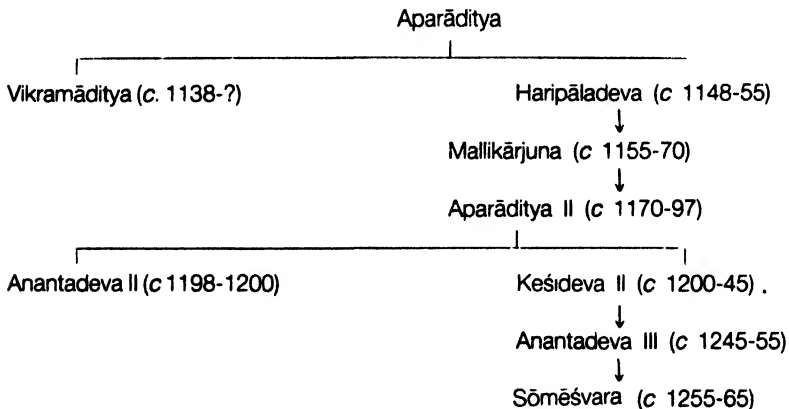 Aparāditya
Vikramāditya (c. 1138-?) Haripāladeva (c 1148-55)
Mallikārjuna (c 1155-70)
Aparāditya II (c 1170-97)
Anantadeva II (c 1198-1200) Keśıdeva II (c 1200-45) .
Anantadeva III (c 1245-55)
Sōmēśvara (c 1255-65)